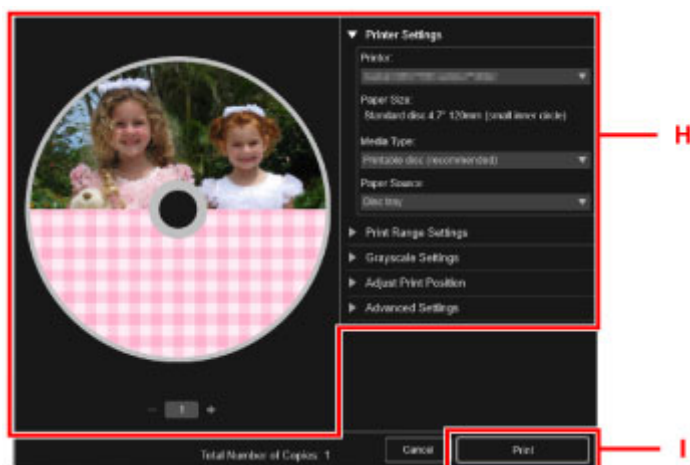 Printer Settings
Printer:
Paper Size:
Standard disc 4.7" 120mm (small inner circle)
Media Type:
Printable disc (recommended)
Paper Source:
Disc tray
Print Range Settings
Grayscale Settings
Adjust Print Position
Advanced Settings
H
- 1 +
Total Number of Copies: 1
Cancel
Print
I